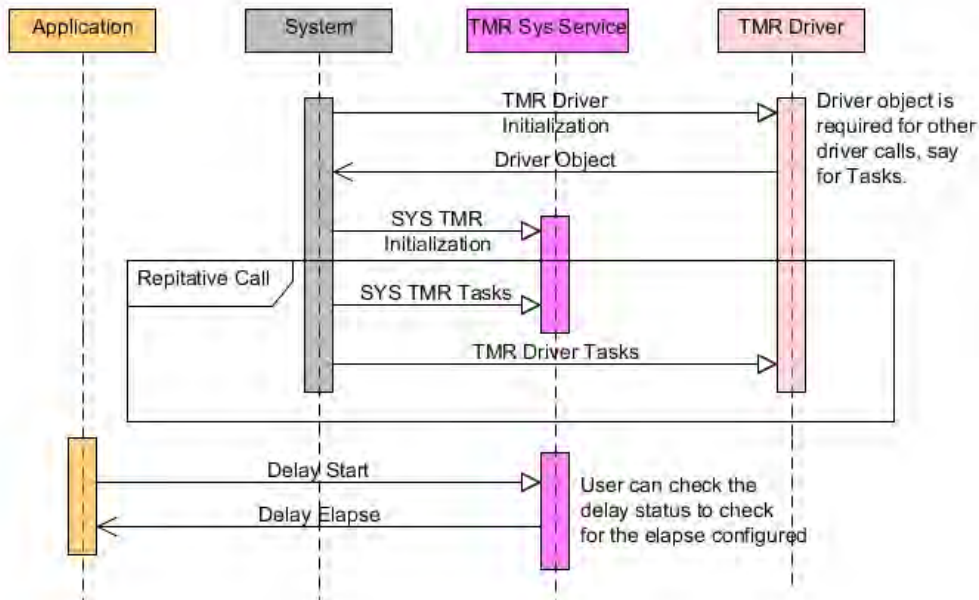 Application
System
TMR Sys Service
TMR Driver
TMR Driver
Initialization
Driver object is
required for other
driver calls, say
for Tasks.
Driver Object
SYS TMR
Initialization
Repitative Call
SYS TMR Tasks
TMR Driver Tasks
Delay Start
Delay Elapse
User can check the
delay status to check
for the elapse configured